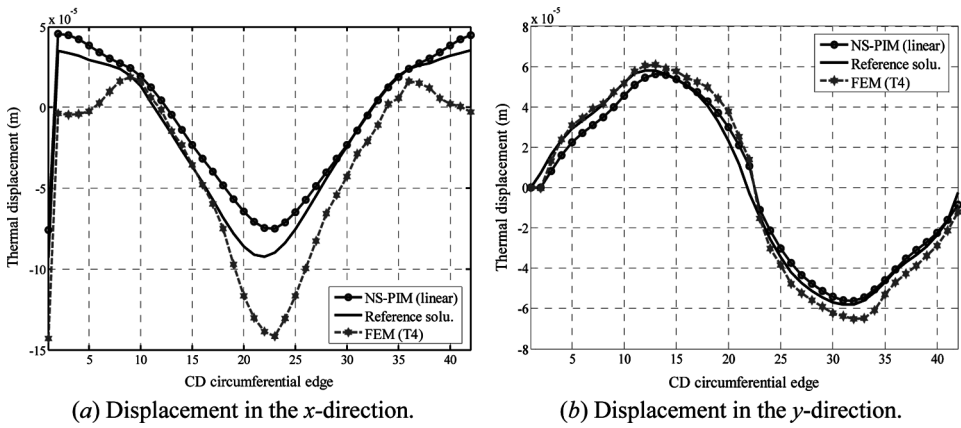 x 10⁻⁵
5
0
-5
-10
-15
5 10 15 20 25 30 35 40
Thermal displacement (m)
CD circumferential edge
NS-PIM (linear)
Reference solu.
FEM (T4)
(a) Displacement in the x-direction.
x 10⁻⁵
8
6
4
2
0
-2
-4
-6
-8
5 10 15 20 25 30 35 40
Thermal displacement (m)
CD circumferential edge
NS-PIM (linear)
Reference solu.
FEM (T4)
(b) Displacement in the y-direction.